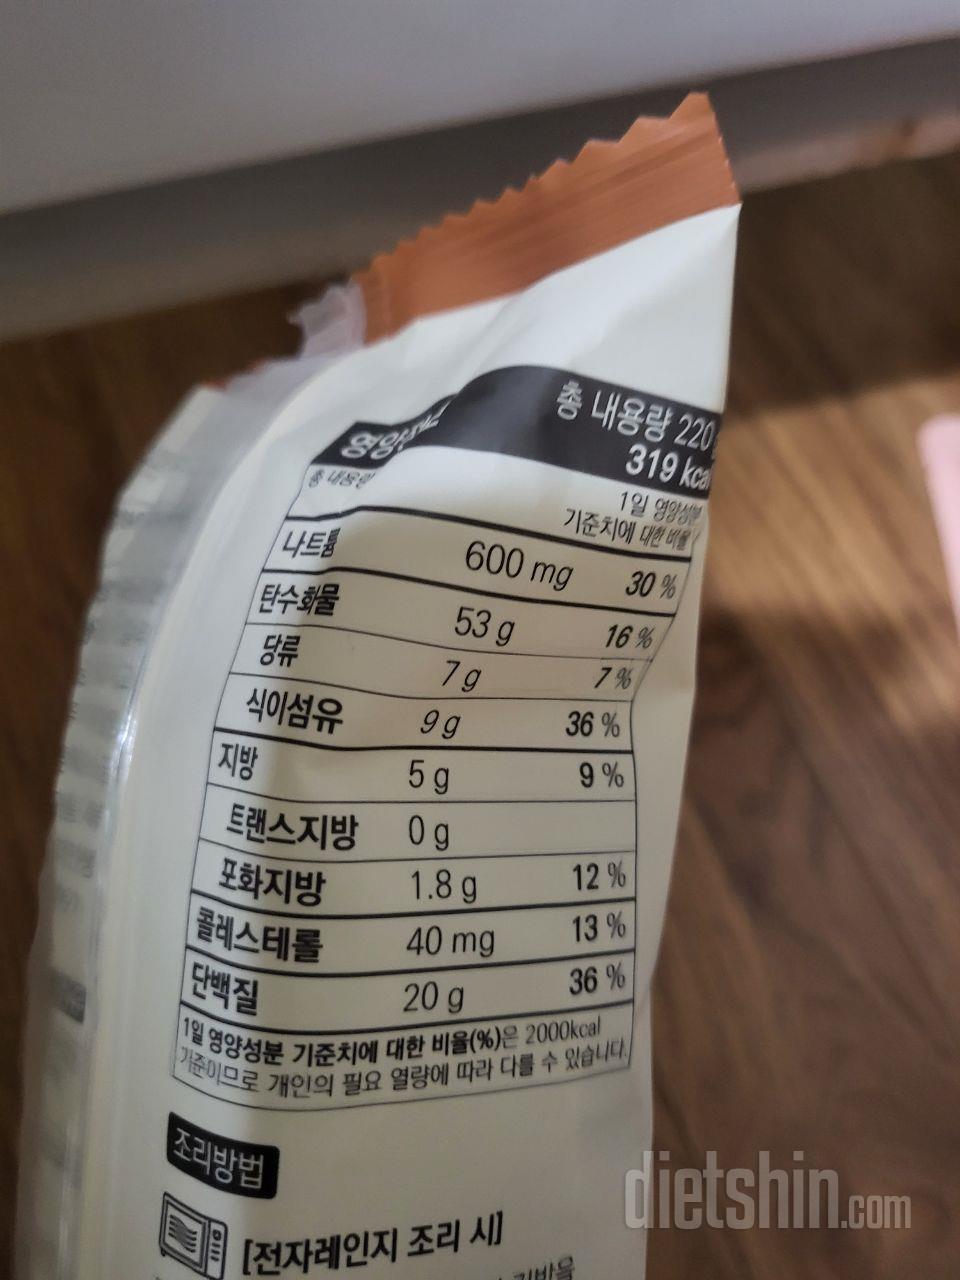 총 내용량 220
319 kcal
1일 영양성분
기준치에 대한 비율
총 내용량
나트륨 600 mg 30 %
탄수화물 53 g 16 %
당류 7 g 7 %
식이섬유 9 g 36 %
지방 5 g 9 %
트랜스지방 0 g
포화지방 1.8 g 12 %
콜레스테롤 40 mg 13 %
단백질 20 g 36 %
1일 영양성분 기준치에 대한 비율(%)은 2000kcal
기준이므로 개인의 필요 열량에 따라 다를 수 있습니다.
조리방법
[전자레인지 조리 시]
dietshin.com